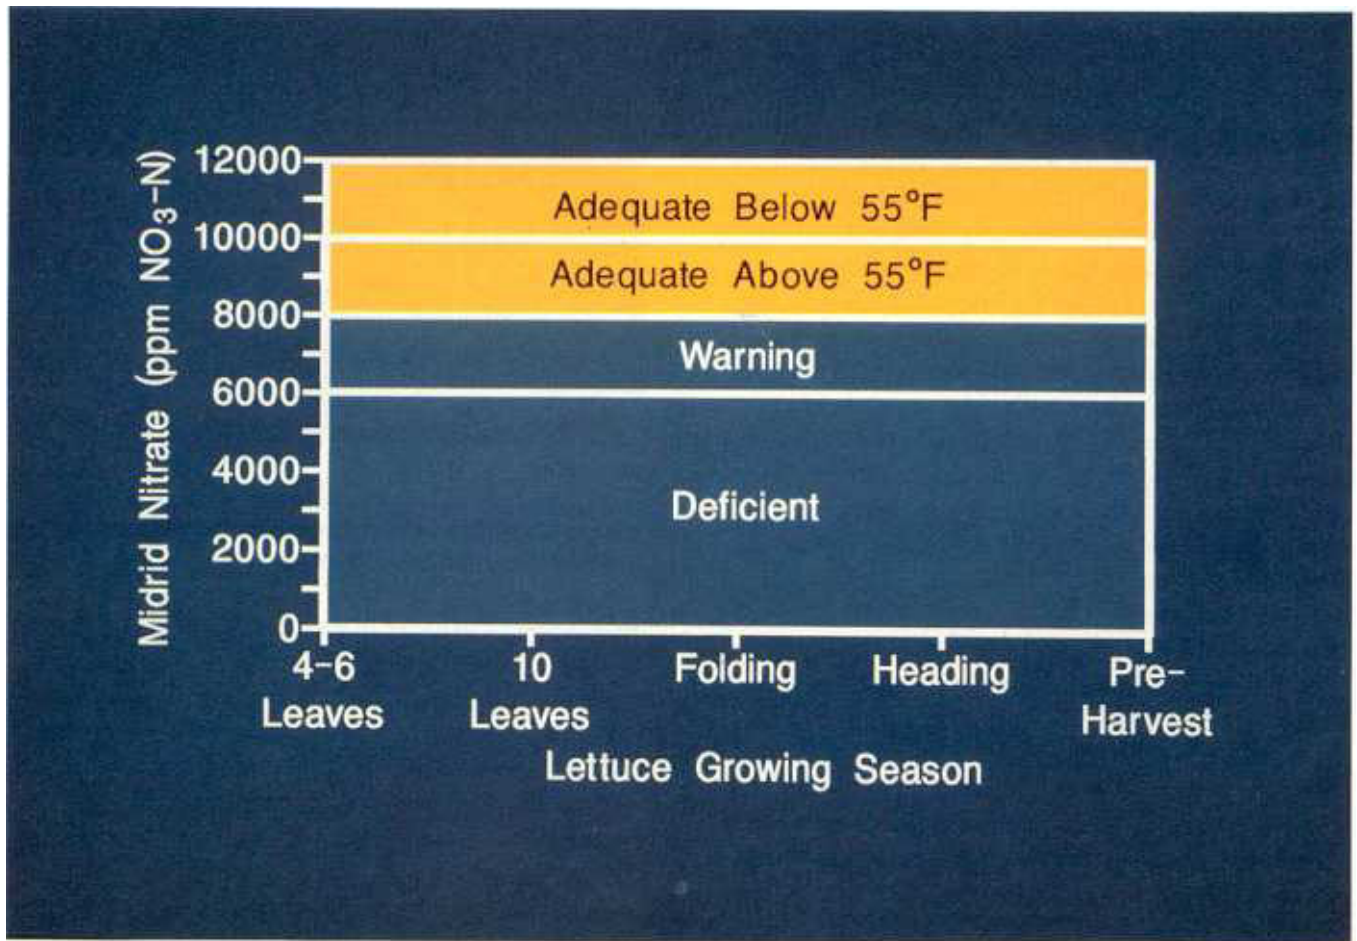 Midrid Nitrate (ppm NO₃-N)
12000
10000
8000
6000
4000
2000
0
Adequate Below 55°F
Adequate Above 55°F
Warning
Deficient
4-6 Leaves
10 Leaves
Folding
Heading
Pre-Harvest
Lettuce Growing Season